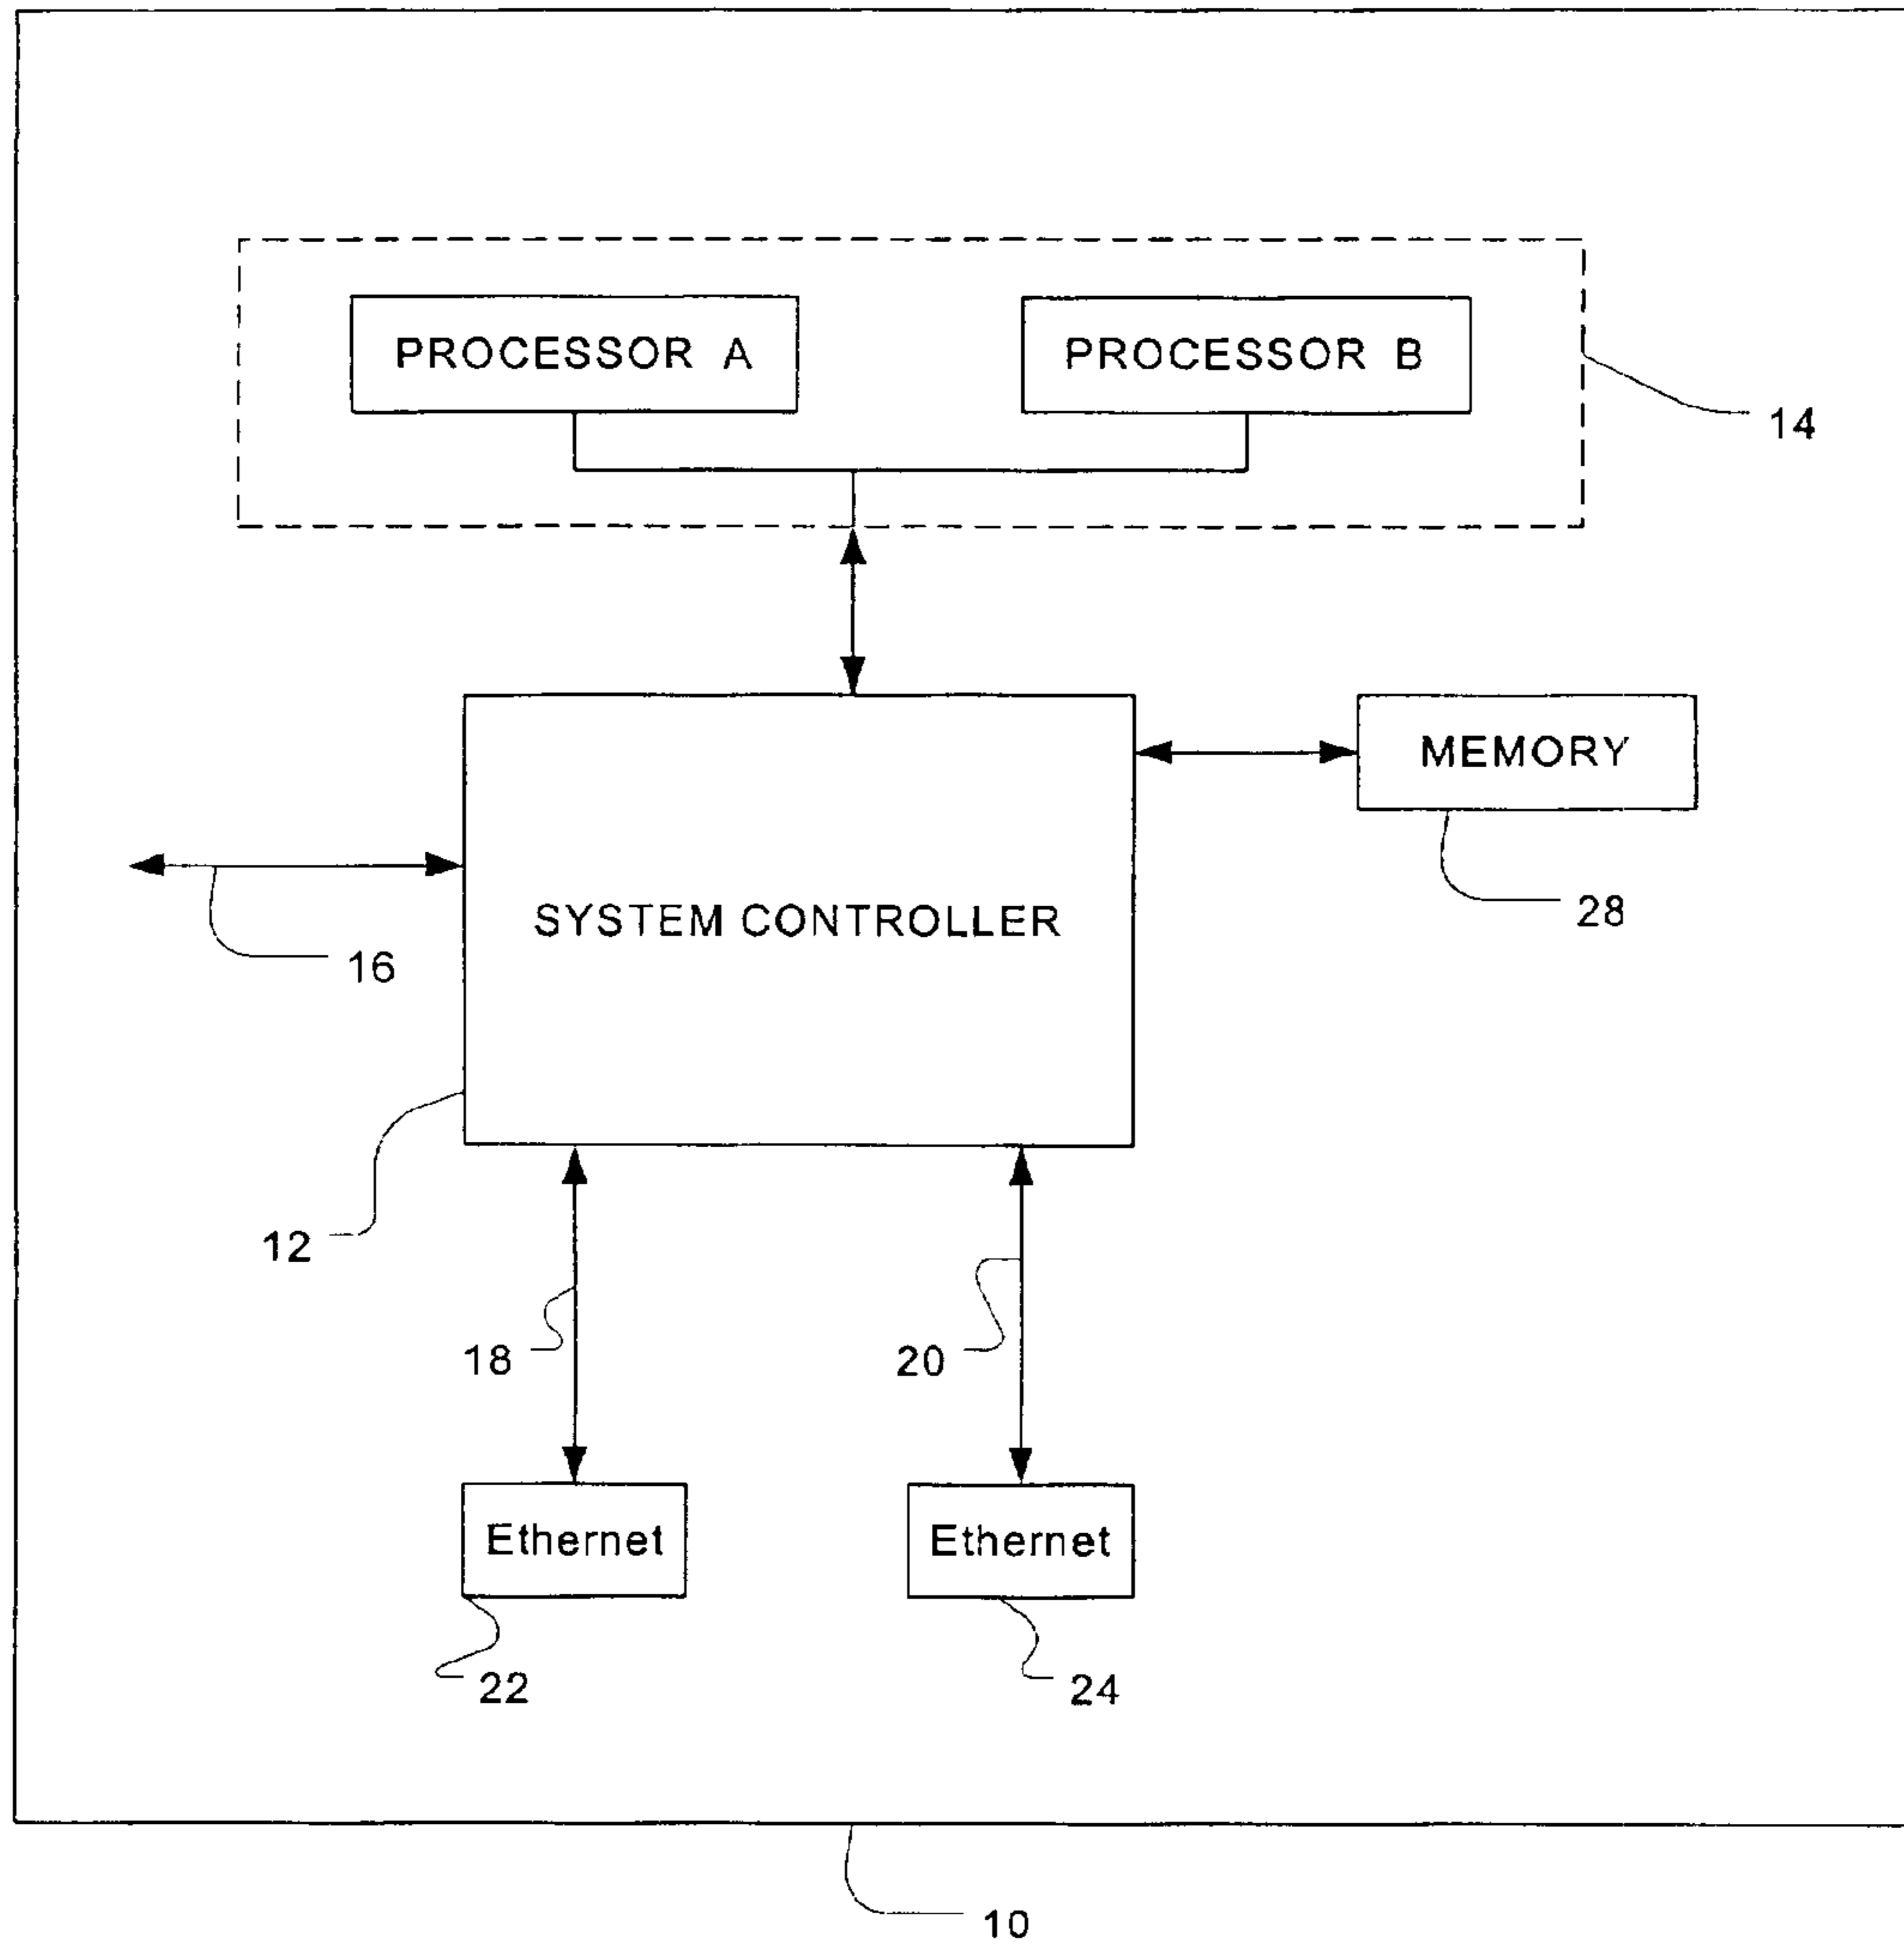 PROCESSOR A
PROCESSOR B
14
MEMORY
28
SYSTEM CONTROLLER
16
12
18
20
Ethernet
Ethernet
22
24
10